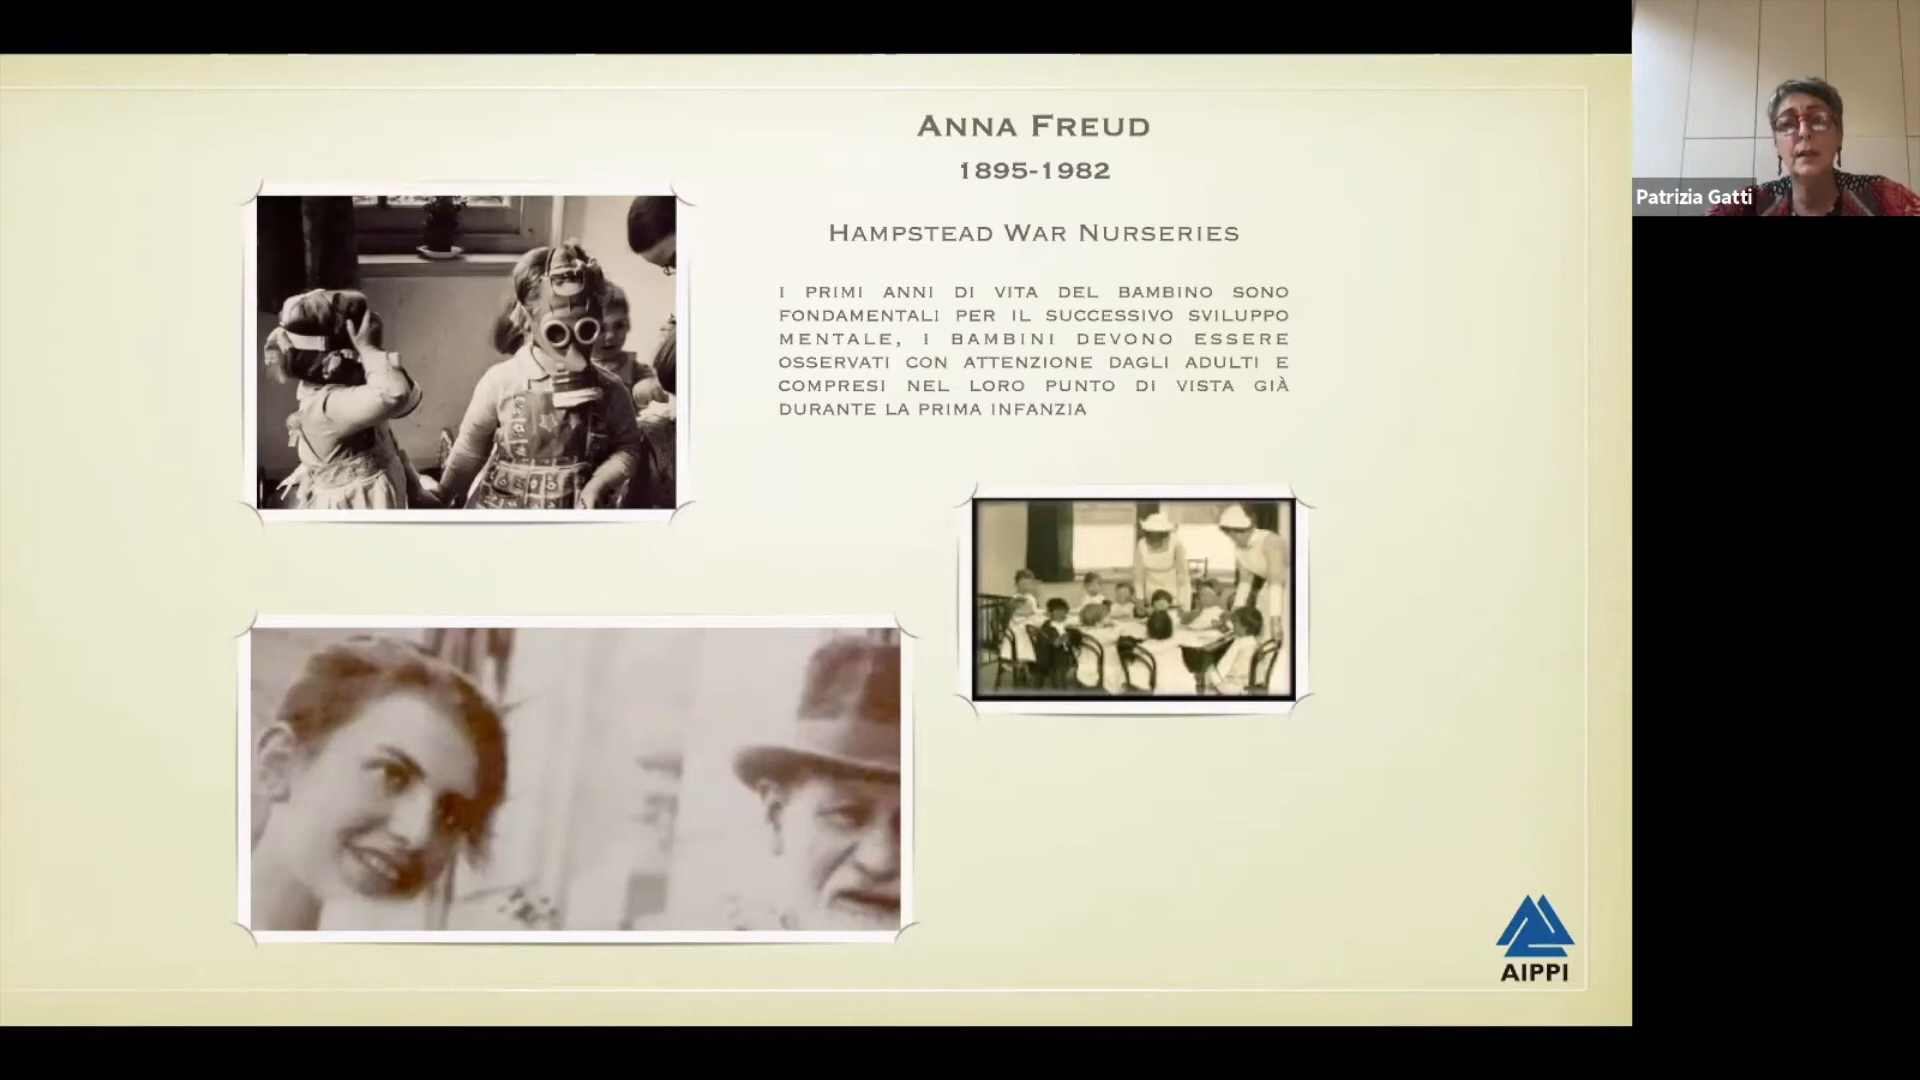 ANNA FREUD
1895-1982
HAMPSTEAD WAR NURSERIES
I PRIMI ANNI DI VITA DEL BAMBINO SONO
FONDAMENTALI PER IL SUCCESSIVO SVILUPPO
MENTALE, I BAMBINI DEVONO ESSERE
OSSERVATI CON ATTENZIONE DAGLI ADULTI E
COMPRESI NEL LORO PUNTO DI VISTA GIÀ
DURANTE LA PRIMA INFANZIA
AIPPI
Patrizia Gatti